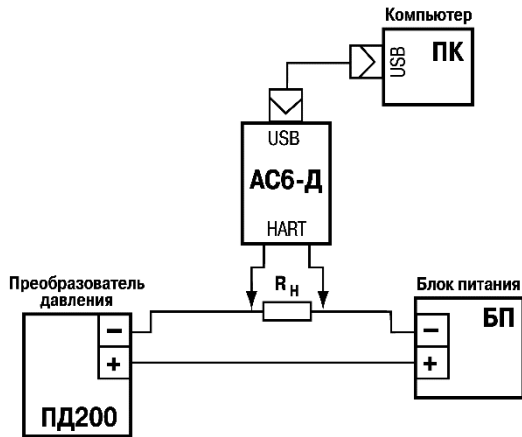 Компьютер
ПК
USB
USB
АС6-Д
HART
Преобразователь
давления
R н
Блок питания
–
+
ПД200
–
+
БП